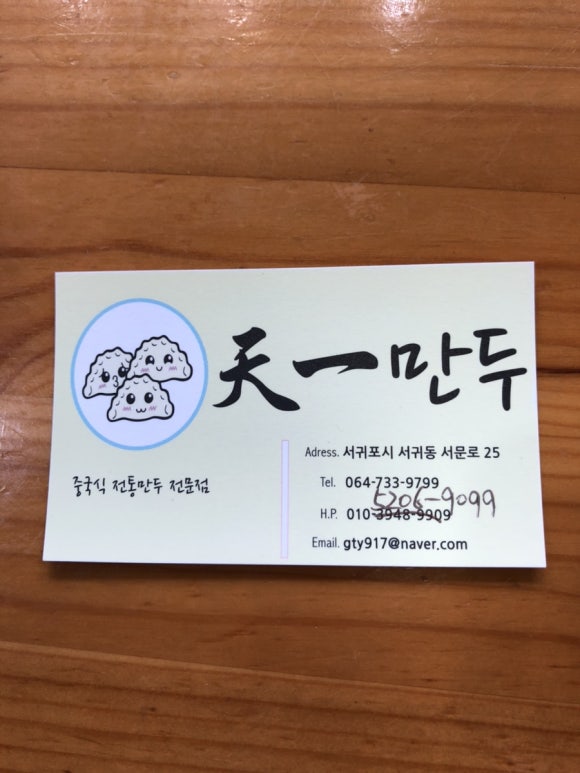 天一만두
중국식 전통만두 전문점
Adress. 서귀포시 서귀동 서문로 25
Tel. 064-733-9799
5206-9099
H.P. 010-3948-9909
Email. gty917@naver.com